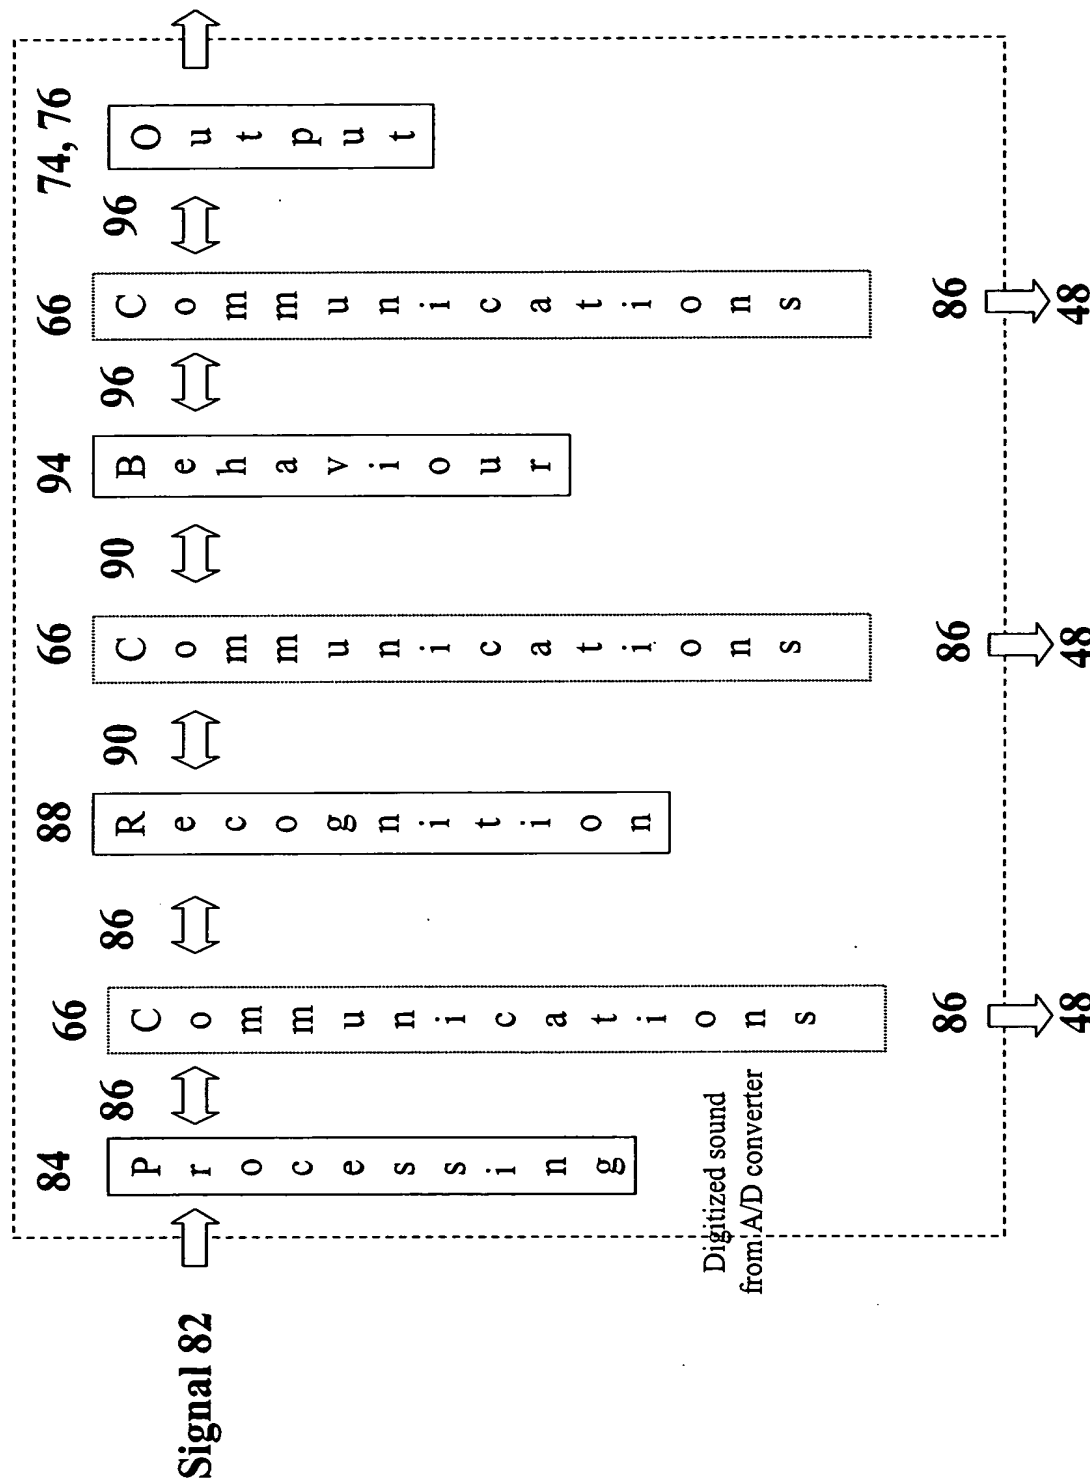 Signal 82
84
Processing
86
66
Communications
86
88
Recognition
90
66
Communications
90
94
Behaviour
96
66
Communications
96
74, 76
Output
Digitized sound
from A/D converter
86
48
86
48
86
48